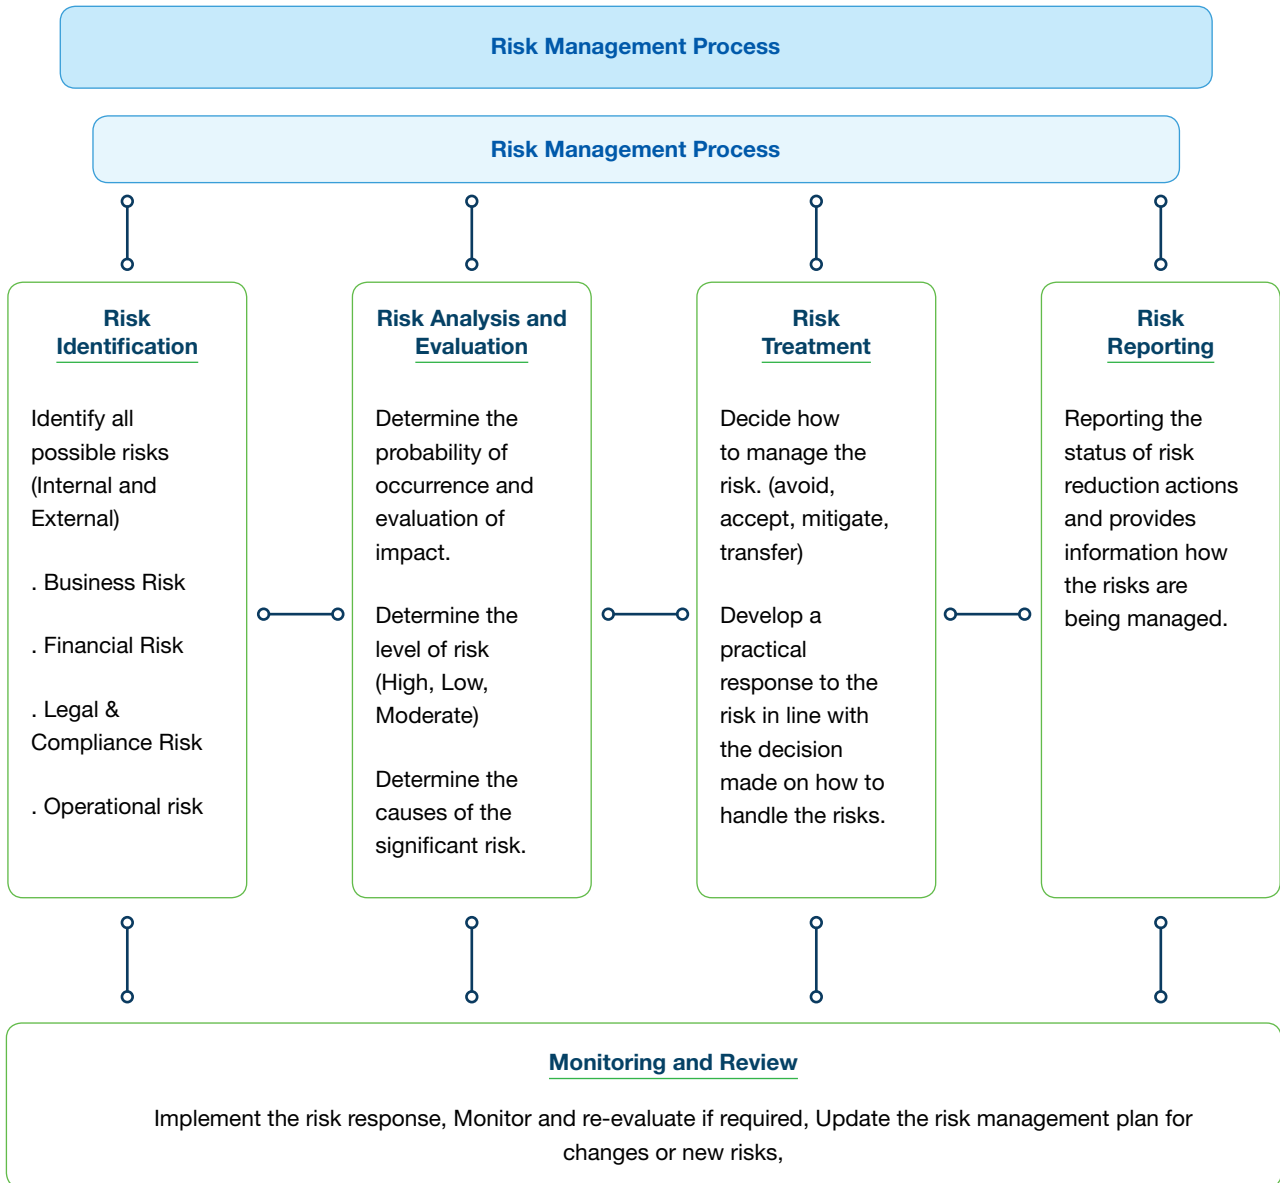 Risk Management Process
Risk Management Process
Risk
Identification
Identify all
possible risks
(Internal and
External)
. Business Risk
. Financial Risk
. Legal &
Compliance Risk
. Operational risk
Risk Analysis and
Evaluation
Determine the
probability of
occurrence and
evaluation of
impact.
Determine the
level of risk
(High, Low,
Moderate)
Determine the
causes of the
significant risk.
Risk
Treatment
Decide how
to manage the
risk. (avoid,
accept, mitigate,
transfer)
Develop a
practical
response to the
risk in line with
the decision
made on how to
handle the risks.
Risk
Reporting
Reporting the
status of risk
reduction actions
and provides
information how
the risks are
being managed.
Monitoring and Review
Implement the risk response, Monitor and re-evaluate if required, Update the risk management plan for
changes or new risks,